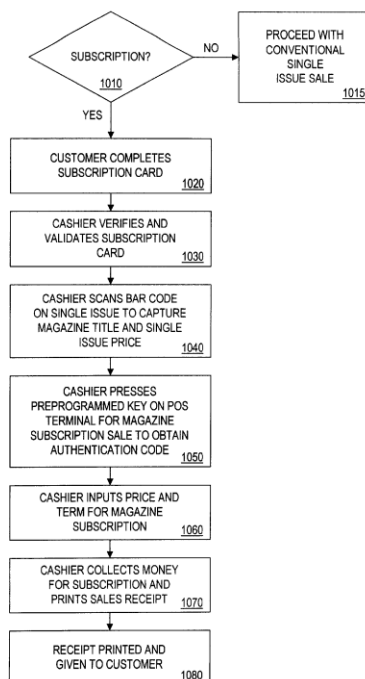 SUBSCRIPTION?
1010
NO
PROCEED WITH
CONVENTIONAL
SINGLE
ISSUE SALE
1015
YES
CUSTOMER COMPLETES
SUBSCRIPTION CARD
1020
CASHIER VERIFIES AND
VALIDATES SUBSCRIPTION
CARD
1030
CASHIER SCANS BAR CODE
ON SINGLE ISSUE TO CAPTURE
MAGAZINE TITLE AND SINGLE
ISSUE PRICE
1040
CASHIER PRESSES
PREPROGRAMMED KEY ON POS
TERMINAL FOR MAGAZINE
SUBSCRIPTION SALE TO OBTAIN
AUTHENTICATION CODE
1050
CASHIER INPUTS PRICE AND
TERM FOR MAGAZINE
SUBSCRIPTION
1060
CASHIER COLLECTS MONEY
FOR SUBSCRIPTION AND
PRINTS SALES RECEIPT
1070
RECEIPT PRINTED AND
GIVEN TO CUSTOMER
1080